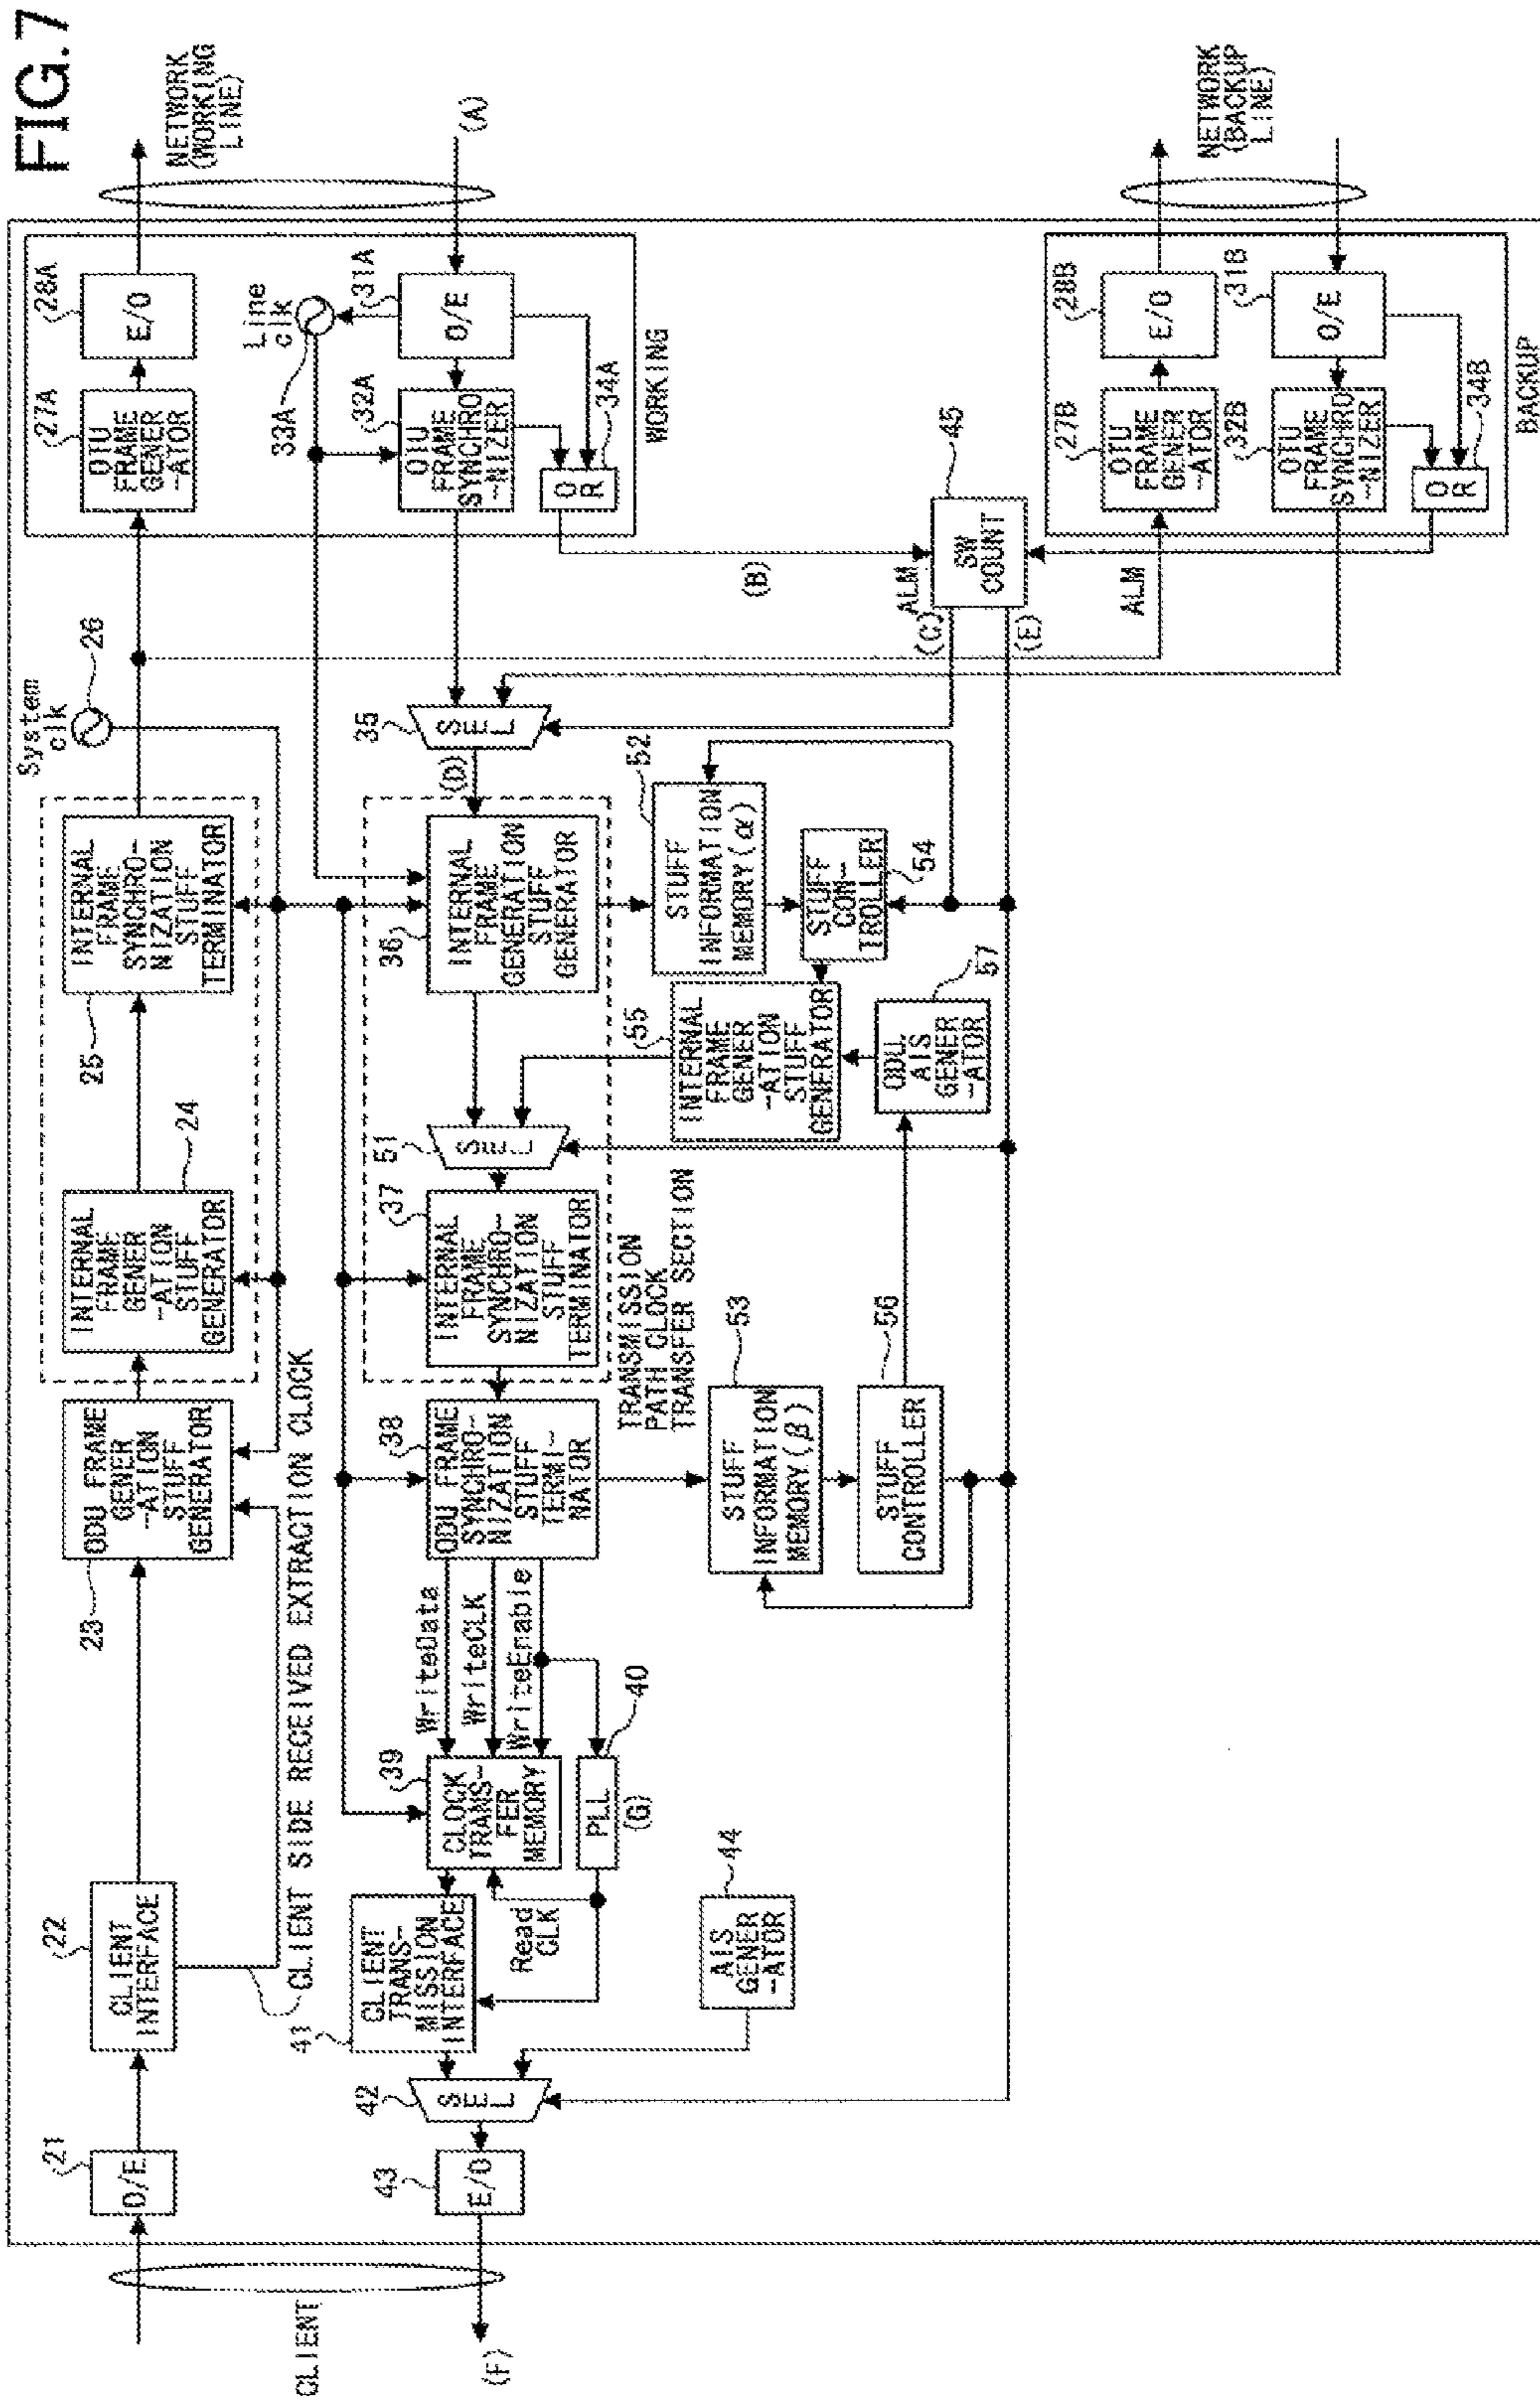 FIG.7
NETWORK
(WORKING
LINE)
(A)
NETWORK
(BACKUP
LINE)
28A
E/O
27A
OTU
FRAME
GENER
-ATOR
Line
clk
33A
31A
O/E
32A
OTU
FRAME
SYNCHRO
-NIZER
34A
OR
WORKING
28B
E/O
27B
OTU
FRAME
GENER
-ATOR
31B
O/E
32B
OTU
FRAME
SYNCHRO
-NIZER
34B
OR
BACKUP
45
SW
COUNT
(B)
ALM
(C)
(E)
ALM
System
clk
26
35
SEL
(D)
25
INTERNAL
FRAME
SYNCHRO-
NIZATION
STUFF
TERMINATOR
24
INTERNAL
FRAME
GENER
-ATION
STUFF
GENERATOR
23
ODU FRAME
GENER
-ATION
STUFF
GENERATOR
36
INTERNAL
FRAME
GENERATION
STUFF
GENERATOR
51
SEL
37
INTERNAL
FRAME
SYNCHRO-
NIZATION
STUFF
TERMINATOR
TRANSMISSION
PATH CLOCK
TRANSFER SECTION
38
ODU FRAME
SYNCHRO-
NIZATION
STUFF
TERMI-
NATOR
52
STUFF
INFORMATION
MEMORY(α)
54
STUFF
CON-
TROLLER
55
INTERNAL
FRAME
GENER
-ATION
STUFF
GENERATOR
57
ODU
AIS
GENER
-ATOR
53
STUFF
INFORMATION
MEMORY(β)
56
STUFF
CONTROLLER
WriteData
WriteCLK
WriteEnable
39
CLOCK
TRANS-
FER
MEMORY
40
PLL
(G)
Read
CLK
CLIENT SIDE RECEIVED EXTRACTION CLOCK
22
CLIENT
INTERFACE
21
O/E
41
CLIENT
TRANS-
MISSION
INTERFACE
44
AIS
GENER
-ATOR
42
SEL
43
E/O
CLIENT
(F)